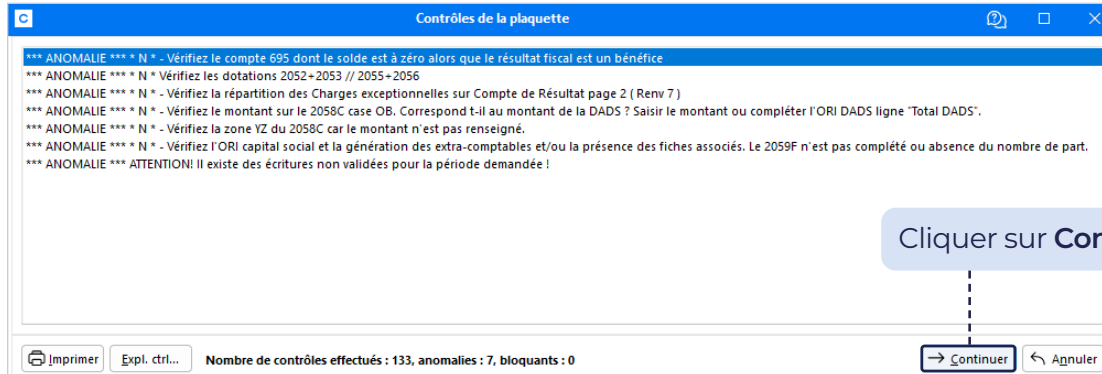 C Contrôles de la plaquette
*** ANOMALIE *** * N * - Vérifiez le compte 695 dont le solde est à zéro alors que le résultat fiscal est un bénéfice
*** ANOMALIE *** * N * Vérifiez les dotations 2052+2053 // 2055+2056
*** ANOMALIE *** * N * - Vérifiez la répartition des Charges exceptionnelles sur Compte de Résultat page 2 ( Renv 7 )
*** ANOMALIE *** * N * - Vérifiez le montant sur le 2058C case OB. Correspond t-il au montant de la DADS ? Saisir le montant ou compléter l'ORI DADS ligne "Total DADS".
*** ANOMALIE *** * N * - Vérifiez la zone YZ du 2058C car le montant n'est pas renseigné.
*** ANOMALIE *** * N * - Vérifiez l'ORI capital social et la génération des extra-comptables et/ou la présence des fiches associés. Le 2059F n'est pas complété ou absence du nombre de part.
*** ANOMALIE *** ATTENTION! Il existe des écritures non validées pour la période demandée !
Cliquer sur
Imprimer Expl. ctrl... Nombre de contrôles effectués : 133, anomalies : 7, bloquants : 0 Continuer Annuler